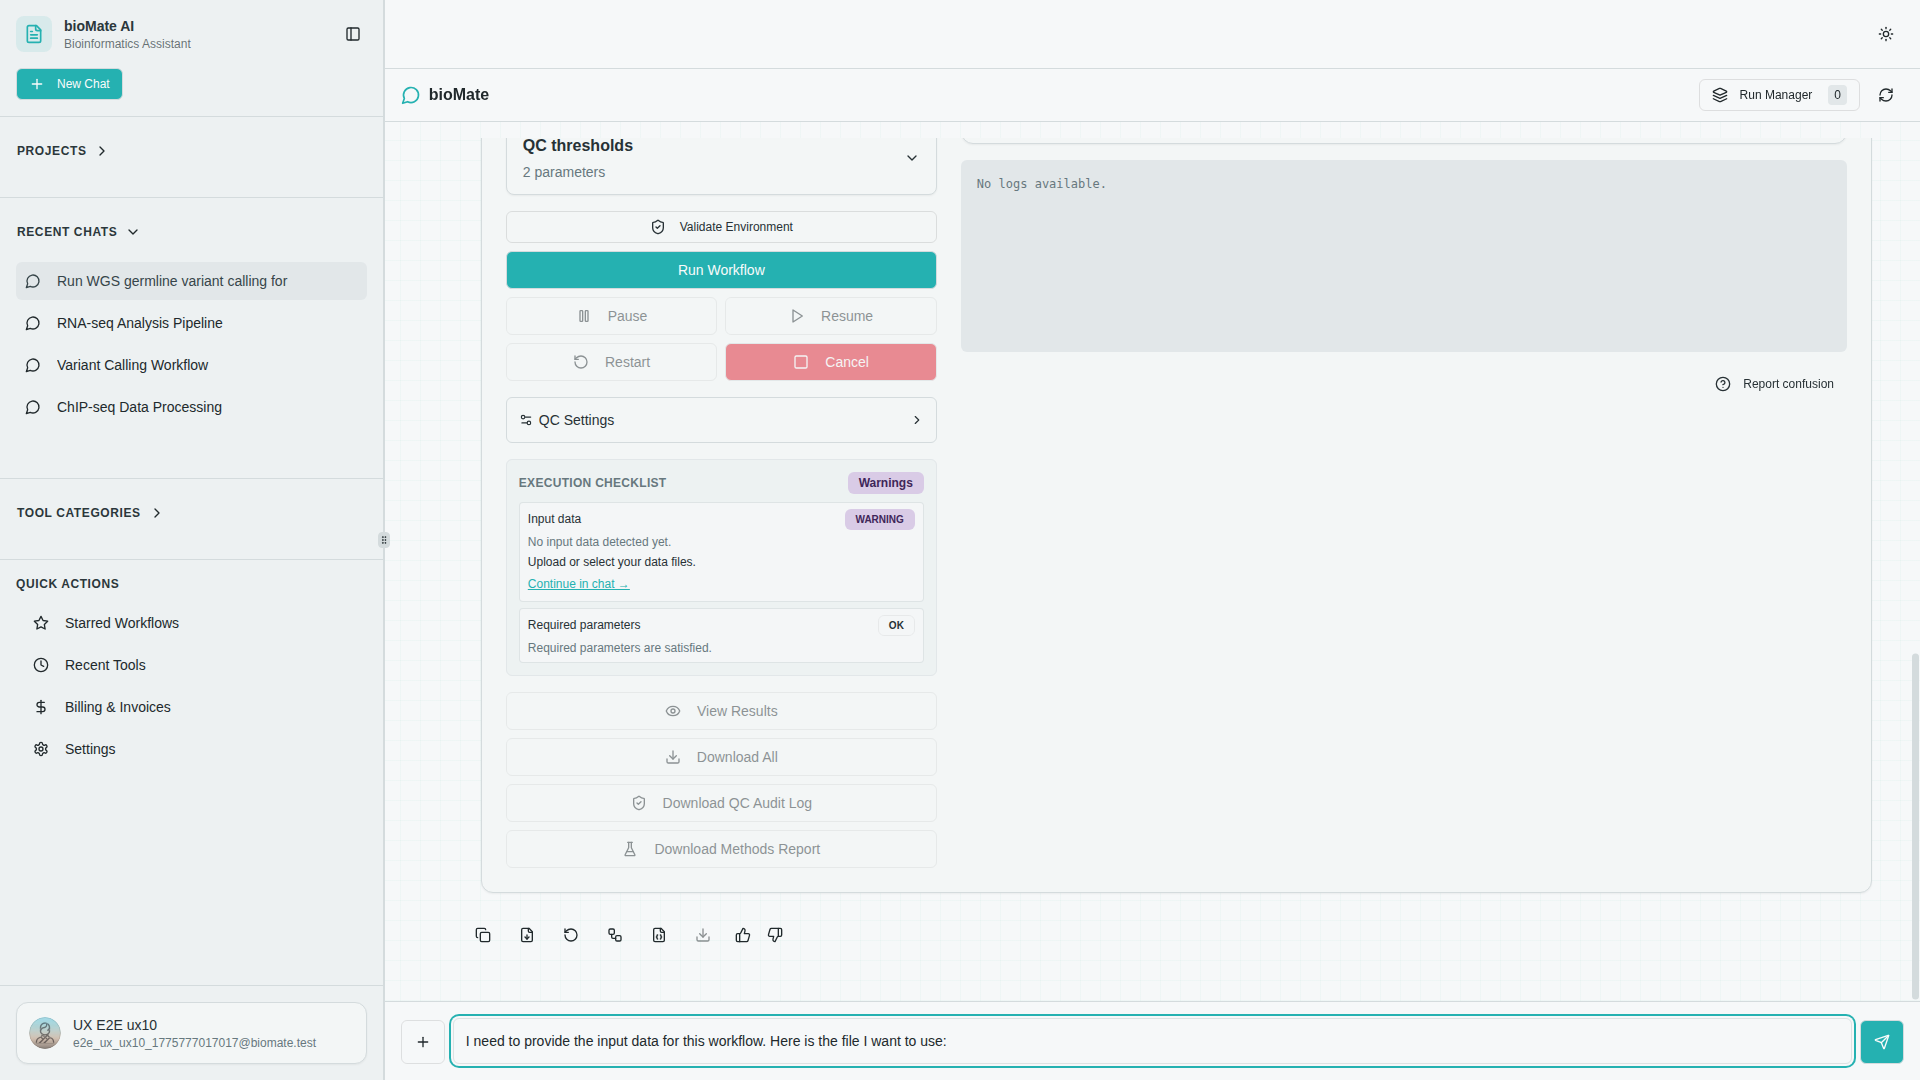 bioMate AI
Bioinformatics Assistant
New Chat
PROJECTS
RECENT CHATS
Run WGS germline variant calling for
RNA-seq Analysis Pipeline
Variant Calling Workflow
ChIP-seq Data Processing
TOOL CATEGORIES
QUICK ACTIONS
Starred Workflows
Recent Tools
Billing & Invoices
Settings
UX E2E ux10
e2e_ux_ux10_1775777017017@biomate.test
bioMate
Run Manager 0
QC thresholds
2 parameters
Validate Environment
Run Workflow
Pause
Resume
Restart
Cancel
QC Settings
EXECUTION CHECKLIST
Warnings
Input data
WARNING
No input data detected yet.
Upload or select your data files.
Continue in chat →
Required parameters
OK
Required parameters are satisfied.
View Results
Download All
Download QC Audit Log
Download Methods Report
No logs available.
Report confusion
I need to provide the input data for this workflow. Here is the file I want to use: